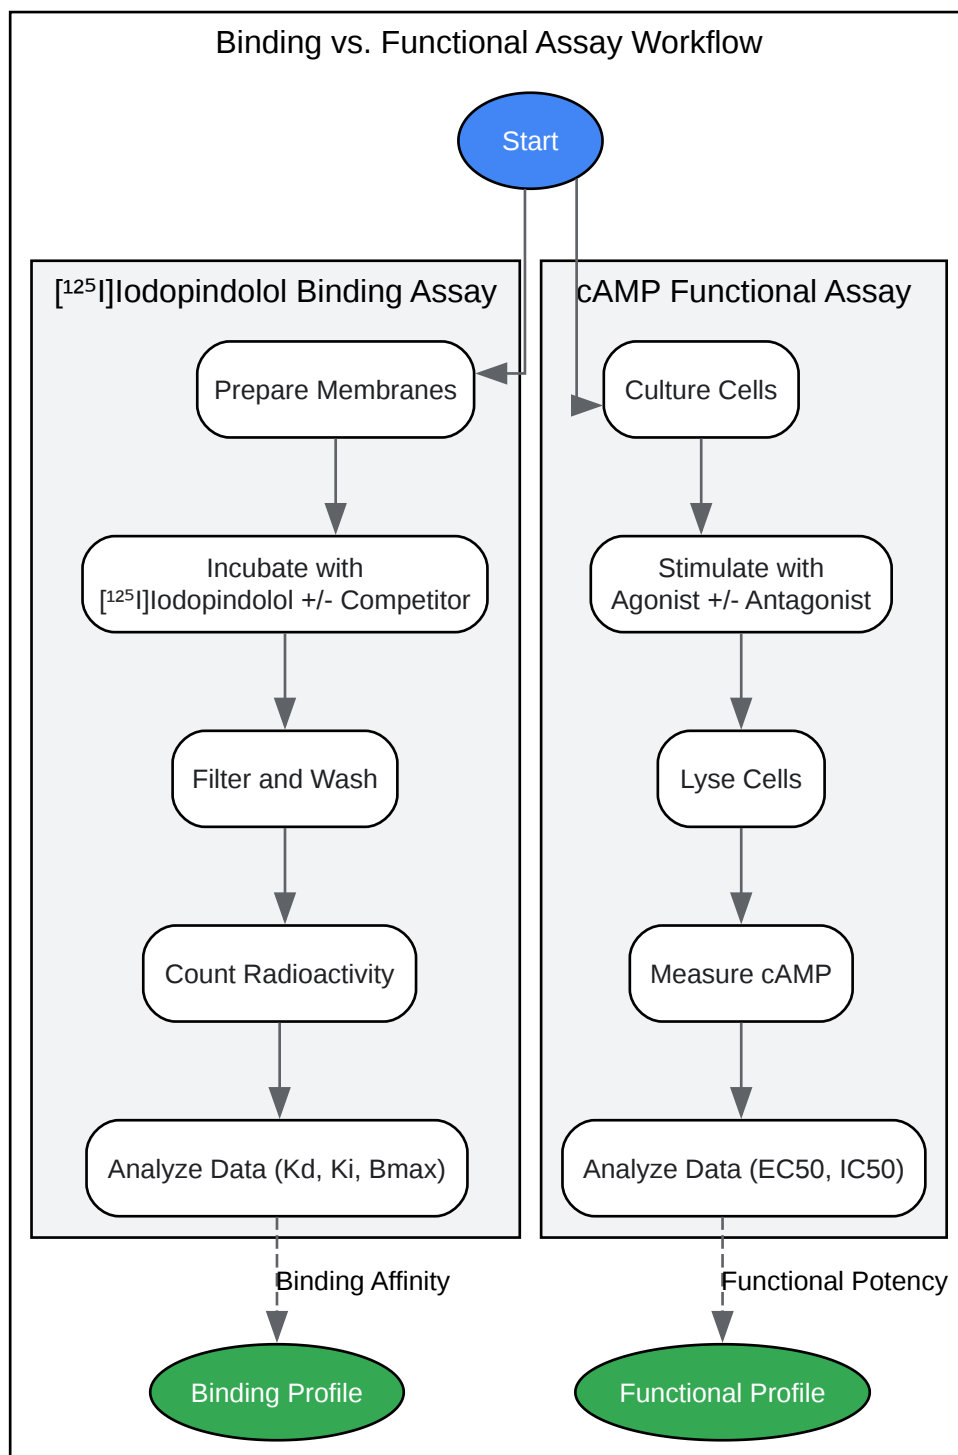 Binding vs. Functional Assay Workflow
Start
[¹²⁵I]Iodopindolol Binding Assay
Prepare Membranes
Incubate with
[¹²⁵I]Iodopindolol +/- Competitor
Filter and Wash
Count Radioactivity
Analyze Data (Kd, Ki, Bmax)
Binding Affinity
Binding Profile
cAMP Functional Assay
Culture Cells
Stimulate with
Agonist +/- Antagonist
Lyse Cells
Measure cAMP
Analyze Data (EC50, IC50)
Functional Potency
Functional Profile